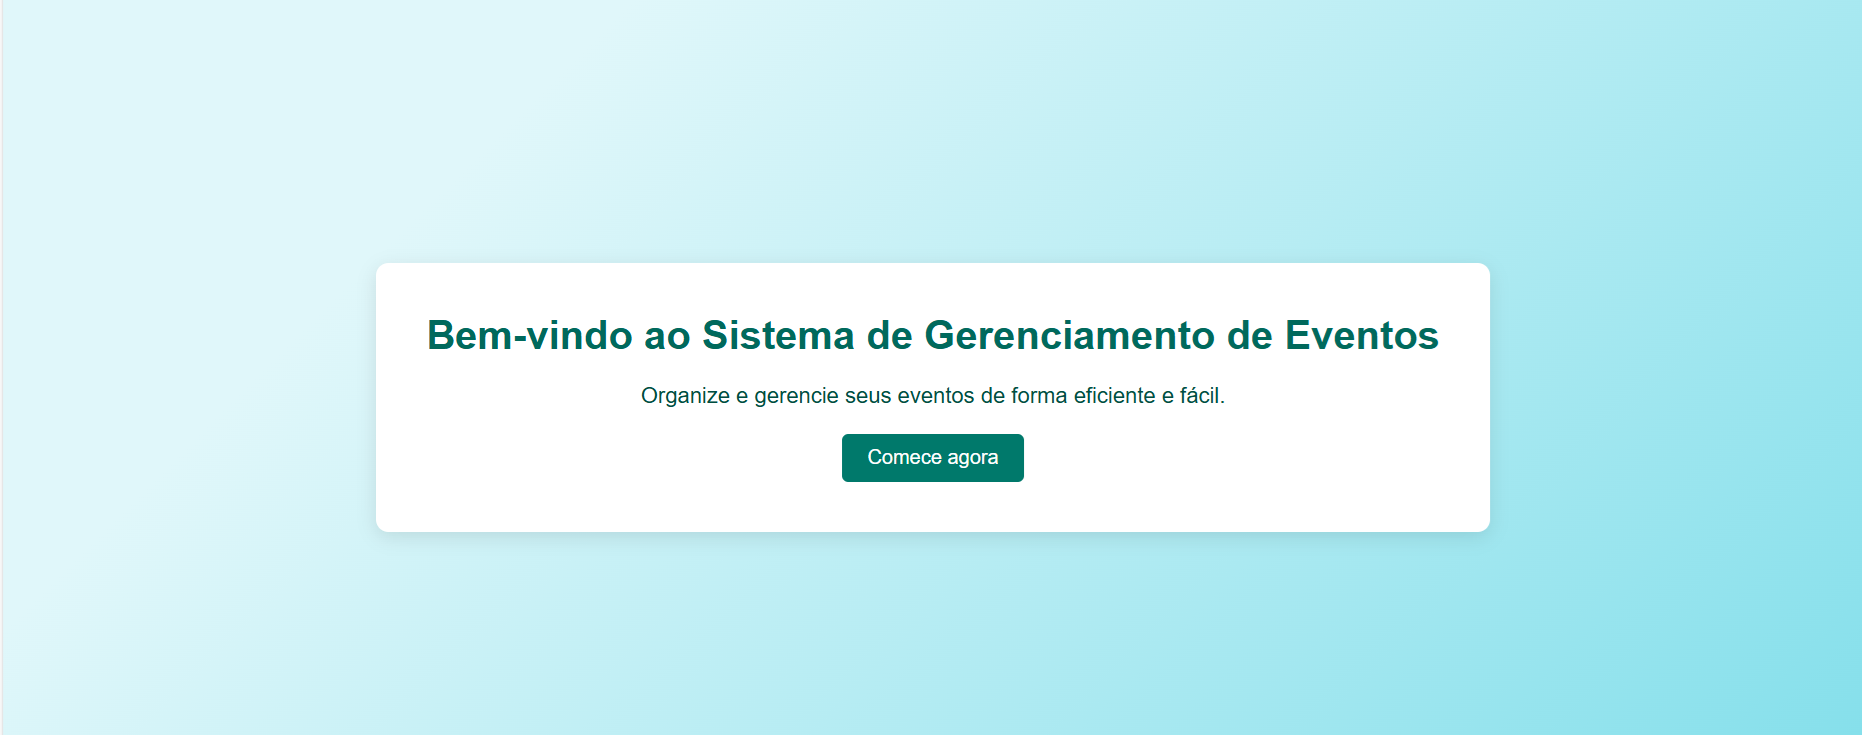 Bem-vindo ao Sistema de Gerenciamento de Eventos
Organize e gerencie seus eventos de forma eficiente e fácil.
Comece agora